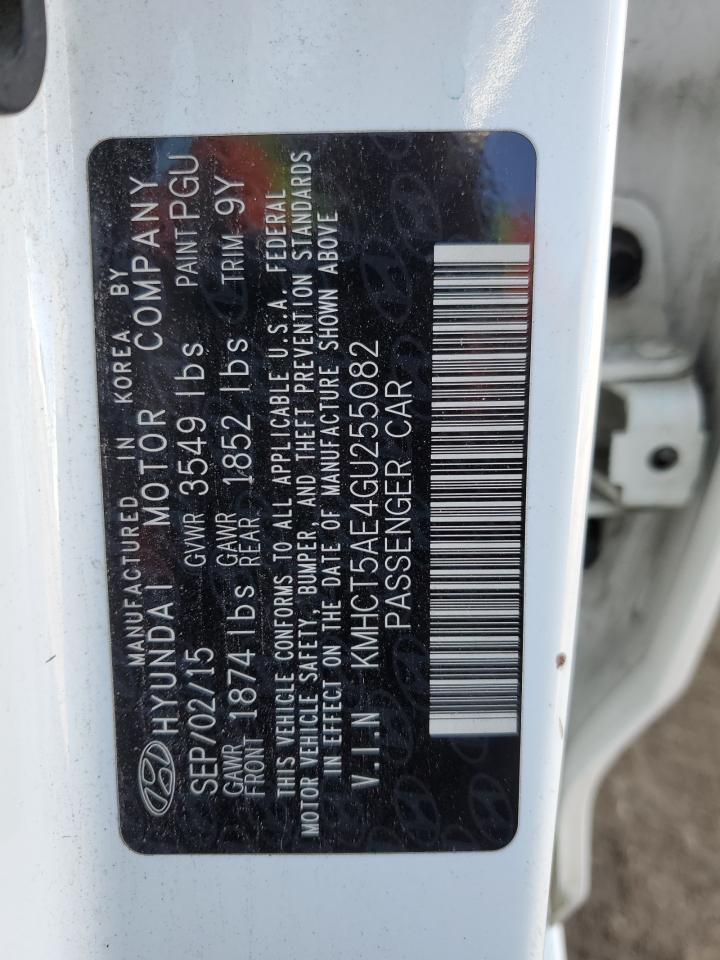 MANUFACTURED IN KOREA BY
HYUNDAI MOTOR COMPANY
SEP/02/15 GVWR 3549 lbs PAINT PGU
GAWR FRONT 1874 lbs GAWR REAR 1852 lbs TRIM 9Y
THIS VEHICLE CONFORMS TO ALL APPLICABLE U.S.A. FEDERAL
MOTOR VEHICLE SAFETY, BUMPER, AND THEFT PREVENTION STANDARDS
IN EFFECT ON THE DATE OF MANUFACTURE SHOWN ABOVE
V.I.N KMHCT5AE4GU255082
PASSENGER CAR